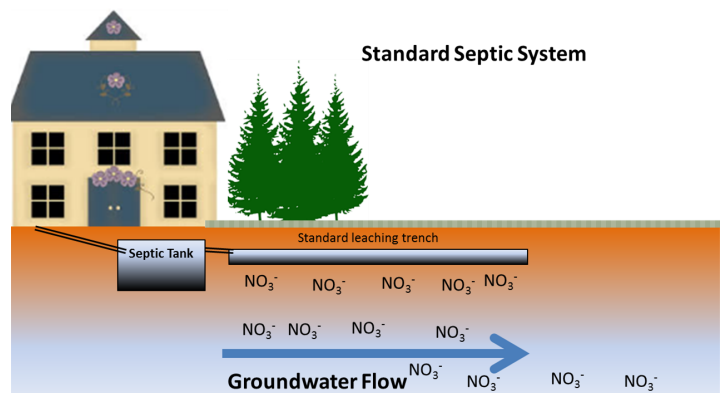 Standard Septic System
Standard leaching trench
Septic Tank
NO₃⁻ NO₃⁻ NO₃⁻ NO₃⁻ NO₃⁻
NO₃⁻ NO₃⁻ NO₃⁻ NO₃⁻
Groundwater Flow NO₃⁻ NO₃⁻ NO₃⁻ NO₃⁻